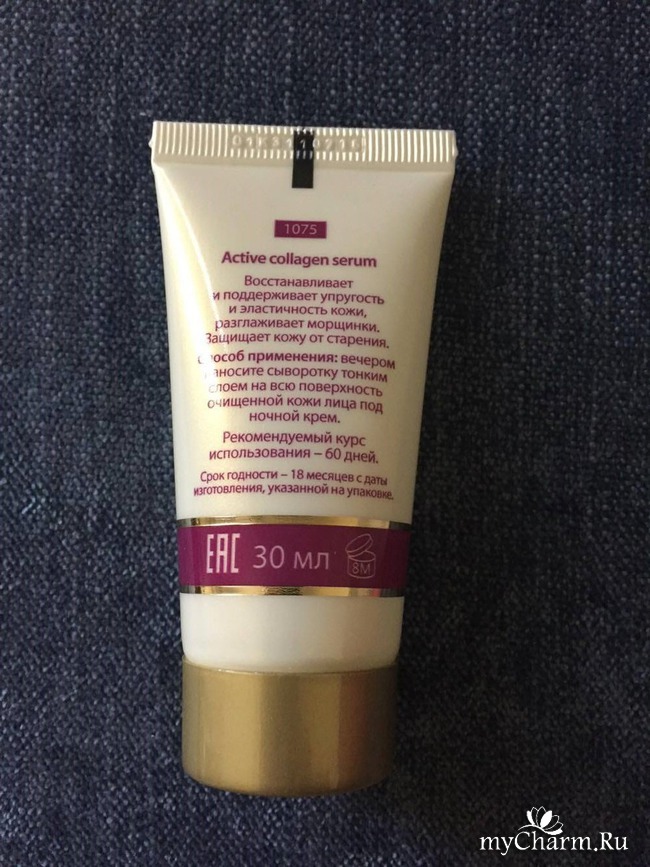 1075
Active collagen serum
Восстанавливает
и поддерживает упругость
и эластичность кожи,
разглаживает морщинки.
Защищает кожу от старения.
Способ применения: вечером
наносите сыворотку тонким
слоем на всю поверхность
очищенной кожи лица под
ночной крем.
Рекомендуемый курс
использования – 60 дней.
Срок годности – 18 месяцев с даты
изготовления, указанной на упаковке.
EAC 30 мл 8M
myCharm.Ru